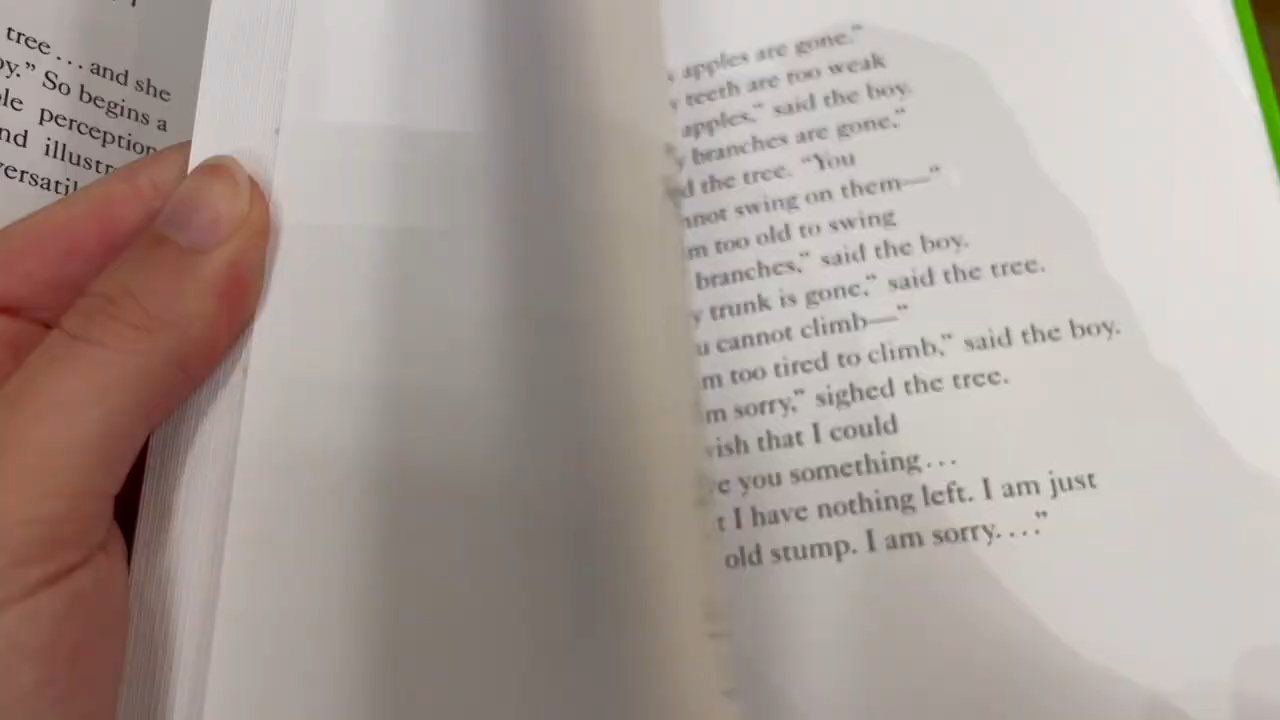 tree... and she
oy.” So begins a
le perception
nd illustr
versatil
apples are gone.”
y teeth are too weak
apples,” said the boy.
y branches are gone.”
d the tree. “You
nnot swing on them—”
m too old to swing
branches,” said the boy.
y trunk is gone,” said the tree.
u cannot climb—”
m too tired to climb,” said the boy.
m sorry,” sighed the tree.
ish that I could
e you something...
t I have nothing left. I am just
old stump. I am sorry....”